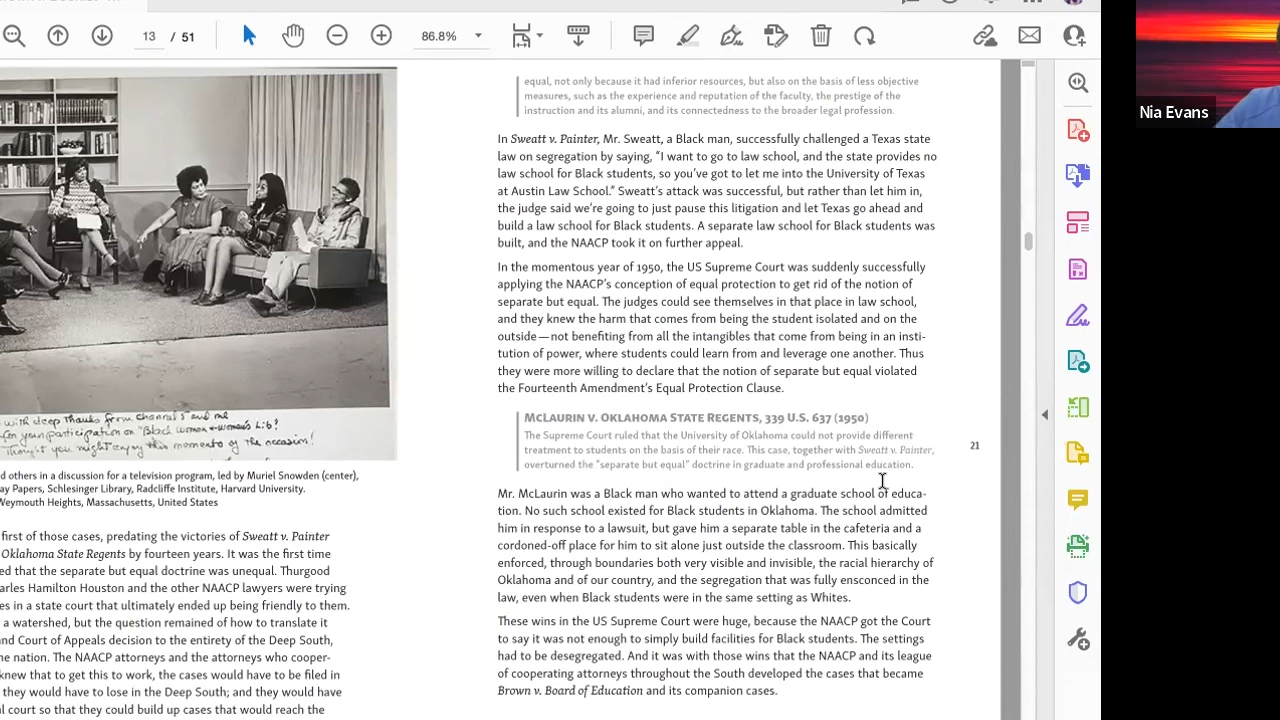 13 / 51
86.8%
Nia Evans
with deep thanks from channel 5 and me
your participation on "Black Women + Women's Lib?
Thought you might enjoy this momento of the occasion!
d others in a discussion for a television program, led by Muriel Snowden (center),
ay Papers, Schlesinger Library, Radcliffe Institute, Harvard University.
Weymouth Heights, Massachusetts, United States
first of those cases, predating the victories of Sweatt v. Painter
Oklahoma State Regents by fourteen years. It was the first time
ed that the separate but equal doctrine was unequal. Thurgood
arles Hamilton Houston and the other NAACP lawyers were trying
es in a state court that ultimately ended up being friendly to them.
a watershed, but the question remained of how to translate it
nd Court of Appeals decision to the entirety of the Deep South,
he nation. The NAACP attorneys and the attorneys who cooper-
knew that to get this to work, the cases would have to be filed in
they would have to lose in the Deep South; and they would have
al court so that they could build up cases that would reach the
equal, not only because it had inferior resources, but also on the basis of less objective
measures, such as the experience and reputation of the faculty, the prestige of the
instruction and its alumni, and its connectedness to the broader legal profession.
In Sweatt v. Painter, Mr. Sweatt, a Black man, successfully challenged a Texas state
law on segregation by saying, “I want to go to law school, and the state provides no
law school for Black students, so you’ve got to let me into the University of Texas
at Austin Law School.” Sweatt’s attack was successful, but rather than let him in,
the judge said we’re going to just pause this litigation and let Texas go ahead and
build a law school for Black students. A separate law school for Black students was
built, and the NAACP took it on further appeal.
In the momentous year of 1950, the US Supreme Court was suddenly successfully
applying the NAACP’s conception of equal protection to get rid of the notion of
separate but equal. The judges could see themselves in that place in law school,
and they knew the harm that comes from being the student isolated and on the
outside—not benefiting from all the intangibles that come from being in an insti-
tution of power, where students could learn from and leverage one another. Thus
they were more willing to declare that the notion of separate but equal violated
the Fourteenth Amendment’s Equal Protection Clause.
McLaurin v. Oklahoma State Regents, 339 U.S. 637 (1950)
The Supreme Court ruled that the University of Oklahoma could not provide different
treatment to students on the basis of their race. This case, together with Sweatt v. Painter,
overturned the “separate but equal” doctrine in graduate and professional education.
21
Mr. McLaurin was a Black man who wanted to attend a graduate school of educa-
tion. No such school existed for Black students in Oklahoma. The school admitted
him in response to a lawsuit, but gave him a separate table in the cafeteria and a
cordoned-off place for him to sit alone just outside the classroom. This basically
enforced, through boundaries both very visible and invisible, the racial hierarchy of
Oklahoma and of our country, and the segregation that was fully ensconced in the
law, even when Black students were in the same setting as Whites.
These wins in the US Supreme Court were huge, because the NAACP got the Court
to say it was not enough to simply build facilities for Black students. The settings
had to be desegregated. And it was with those wins that the NAACP and its league
of cooperating attorneys throughout the South developed the cases that became
Brown v. Board of Education and its companion cases.